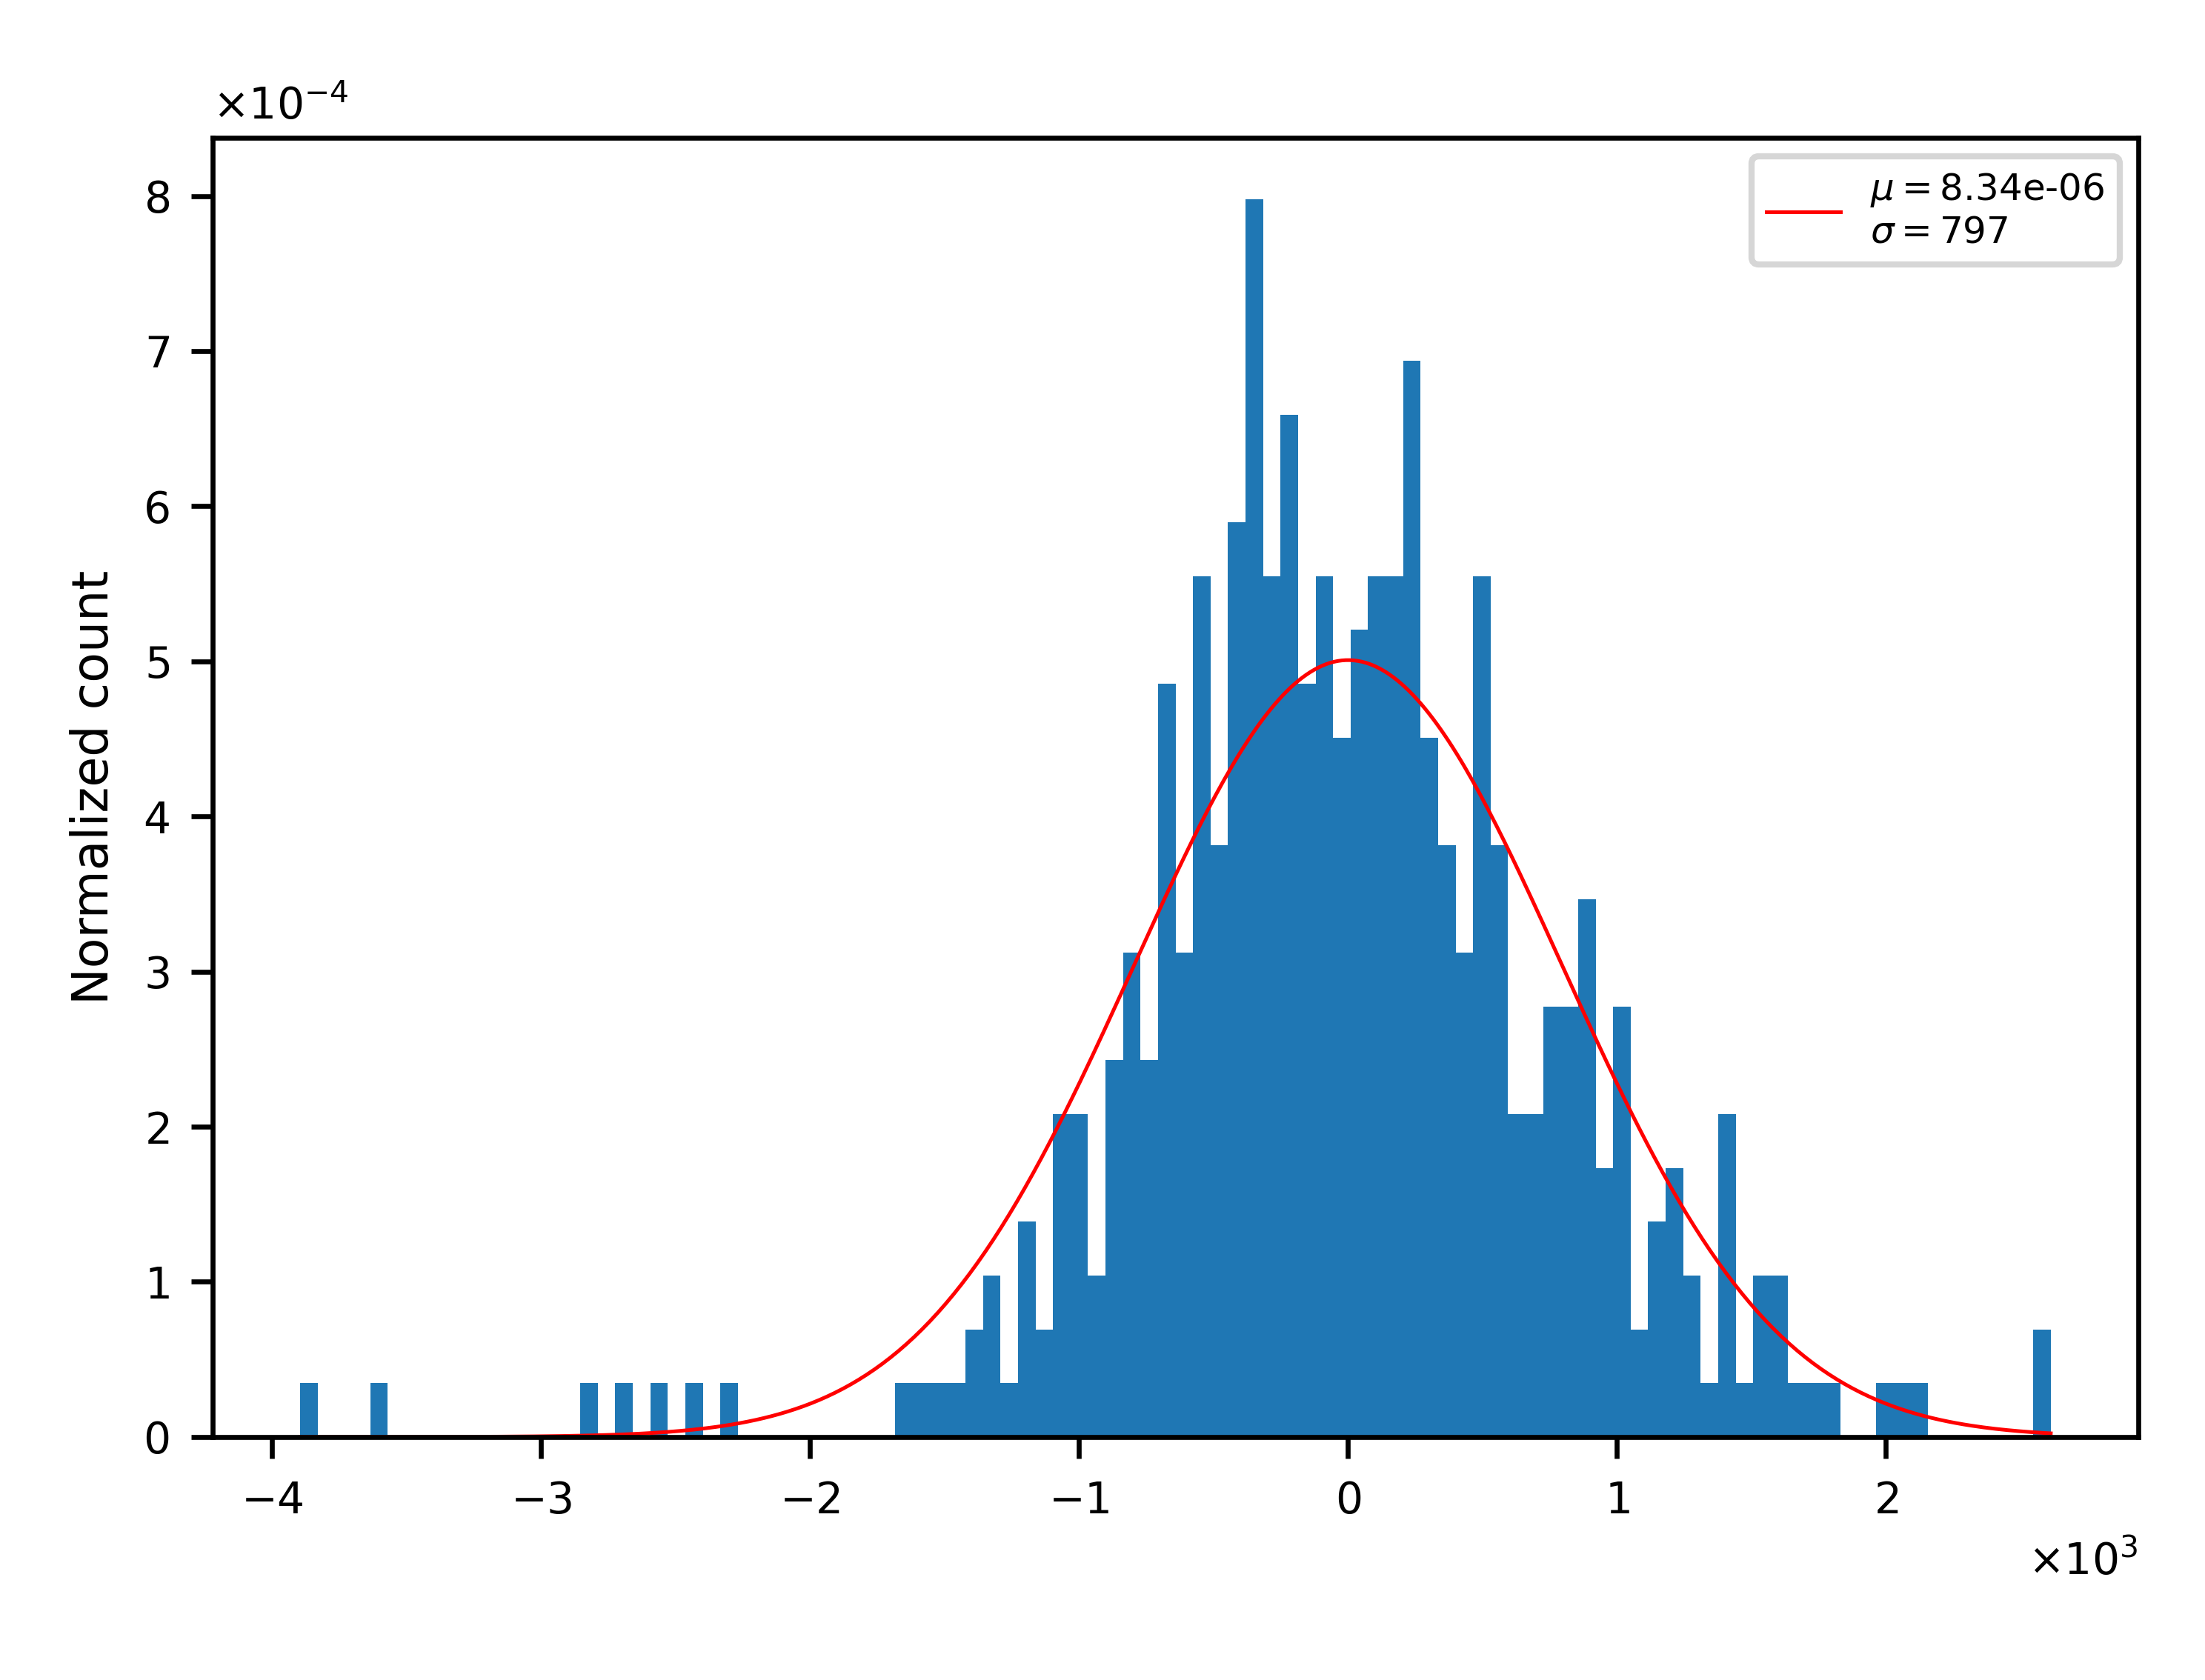 ×10⁻⁴
μ = 8.34e-06
σ = 797
8
7
6
5
4
3
2
1
0
Normalized count
−4 −3 −2 −1 0 1 2
×10³